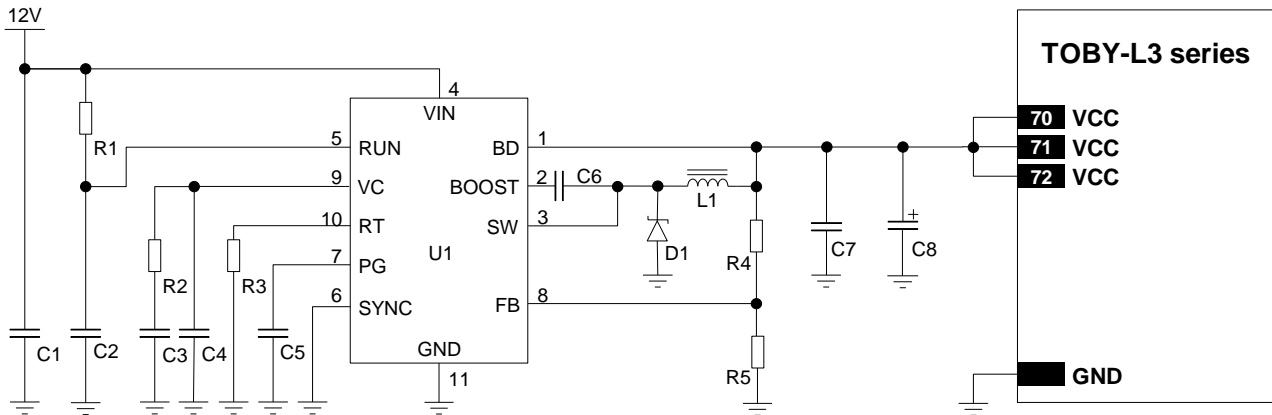 12V
TOBY-L3 series
4
VIN
70 VCC
R1
5 RUN
BD 1
71 VCC
9 VC
BOOST 2
C6
72 VCC
L1
10 RT
SW 3
D1
R4
C7
C8
U1
7 PG
R2
R3
6 SYNC
FB 8
C1
C2
C3
C4
C5
GND
11
R5
GND